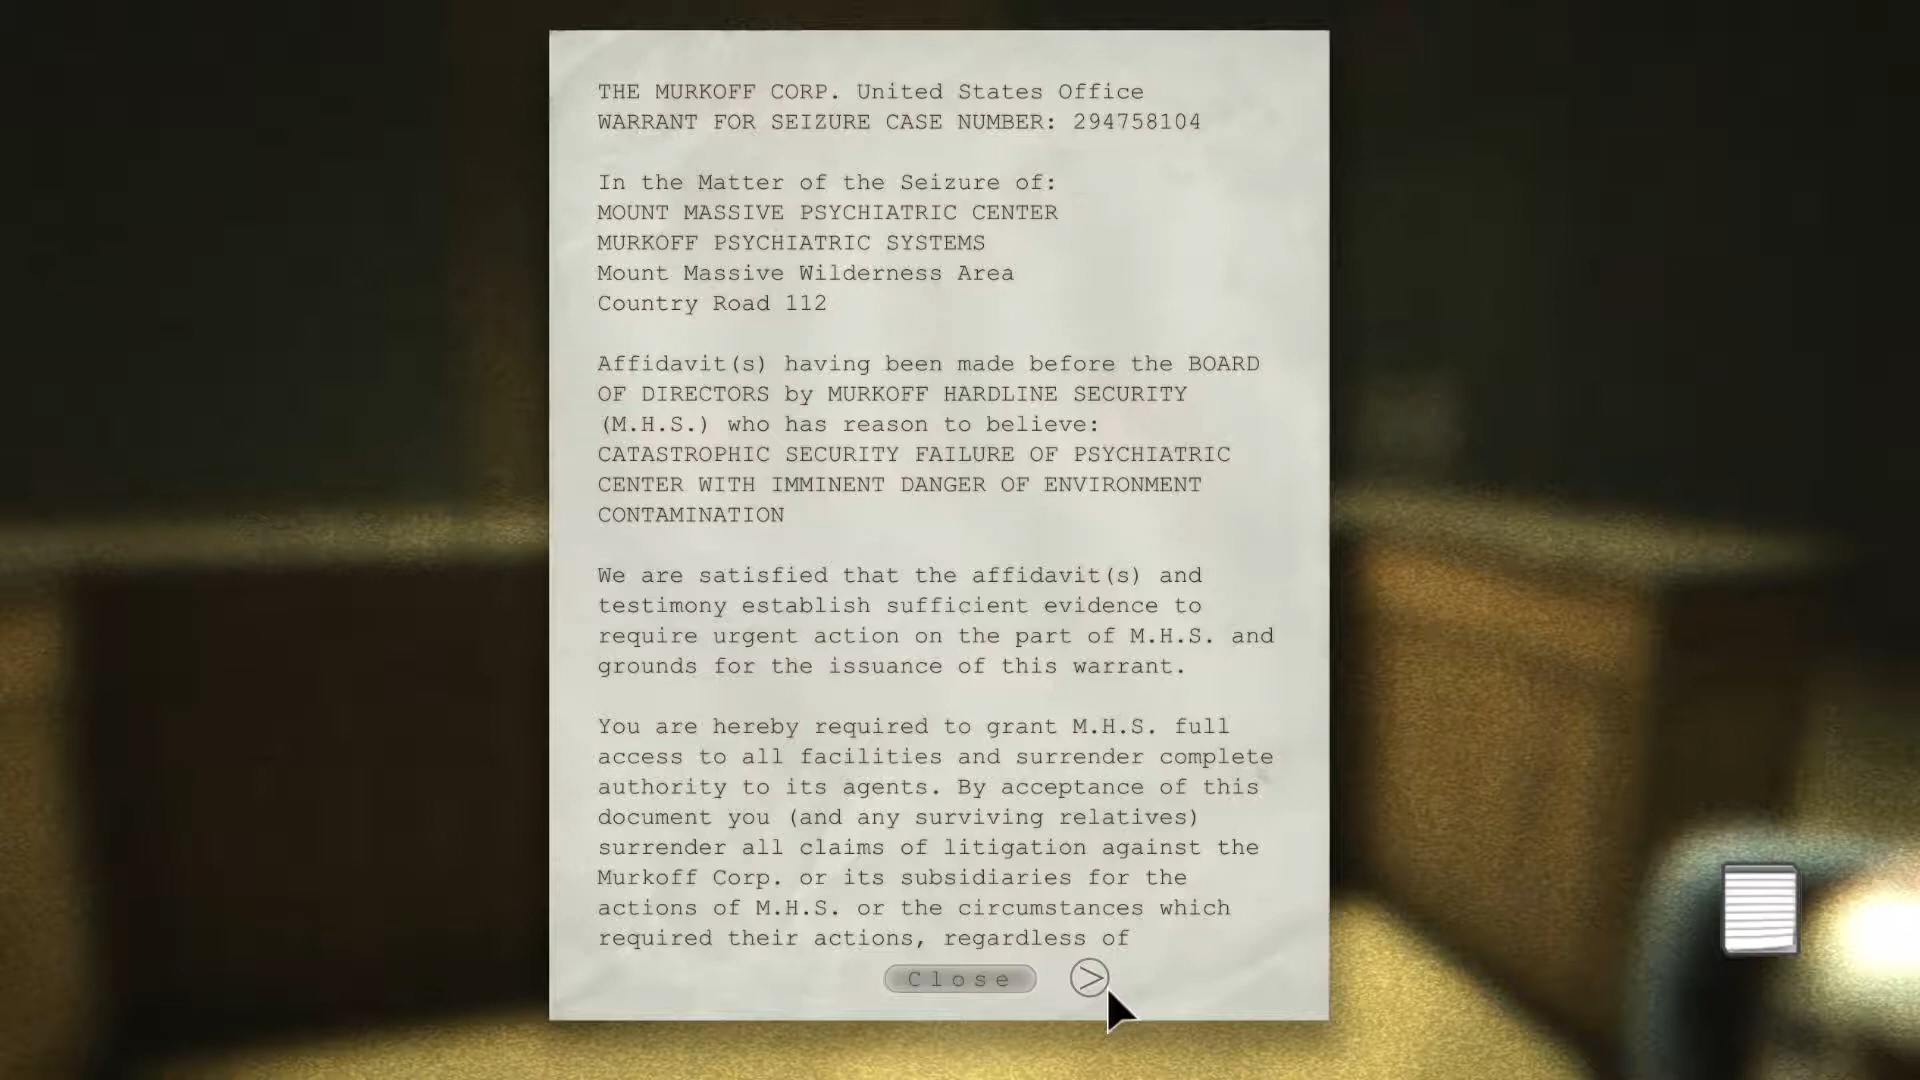 THE MURKOFF CORP. United States Office
WARRANT FOR SEIZURE CASE NUMBER: 294758104
In the Matter of the Seizure of:
MOUNT MASSIVE PSYCHIATRIC CENTER
MURKOFF PSYCHIATRIC SYSTEMS
Mount Massive Wilderness Area
Country Road 112
Affidavit(s) having been made before the BOARD
OF DIRECTORS by MURKOFF HARDLINE SECURITY
(M.H.S.) who has reason to believe:
CATASTROPHIC SECURITY FAILURE OF PSYCHIATRIC
CENTER WITH IMMINENT DANGER OF ENVIRONMENT
CONTAMINATION
We are satisfied that the affidavit(s) and
testimony establish sufficient evidence to
require urgent action on the part of M.H.S. and
grounds for the issuance of this warrant.
You are hereby required to grant M.H.S. full
access to all facilities and surrender complete
authority to its agents. By acceptance of this
document you (and any surviving relatives)
surrender all claims of litigation against the
Murkoff Corp. or its subsidiaries for the
actions of M.H.S. or the circumstances which
required their actions, regardless of
Close >